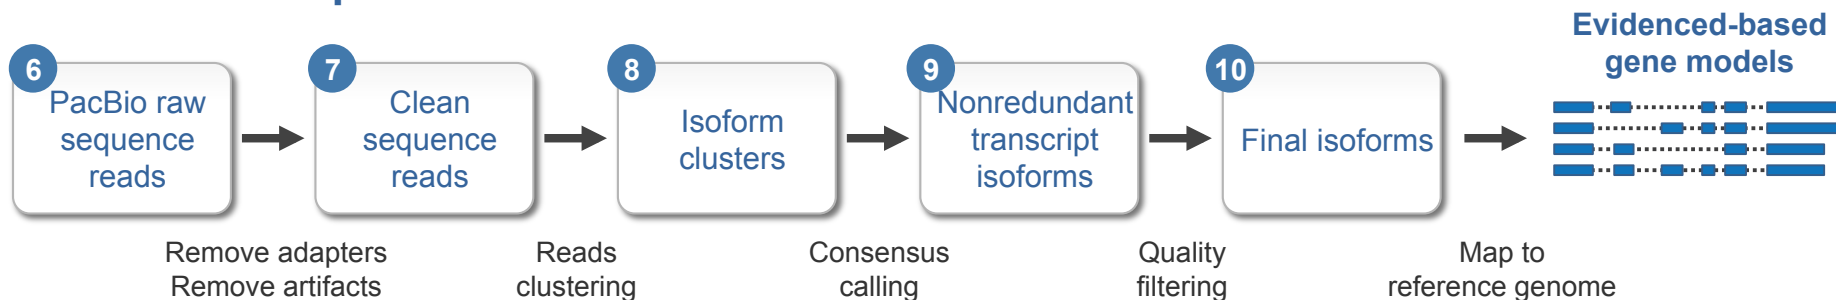 Evidenced-based
gene models
6
PacBio raw
sequence
reads
7
Clean
sequence
reads
8
Isoform
clusters
9
Nonredundant
transcript
isoforms
10
Final isoforms
Remove adapters
Remove artifacts
Reads
clustering
Consensus
calling
Quality
filtering
Map to
reference genome